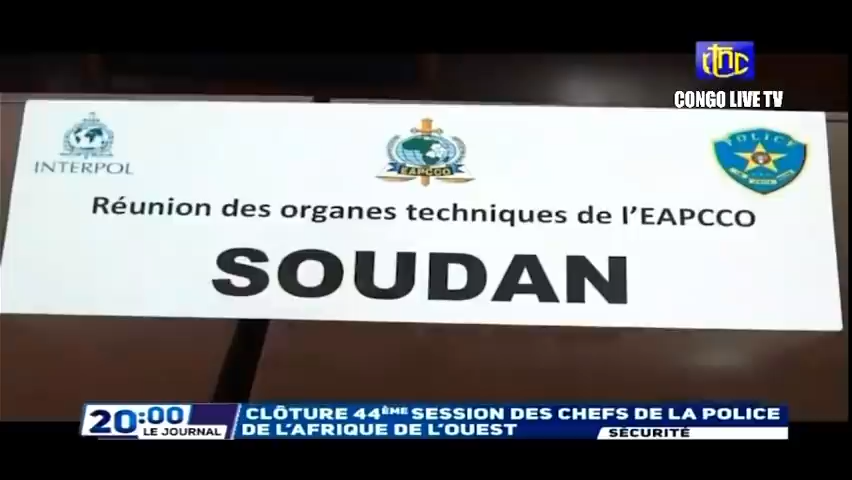 rtnc
CONGO LIVE TV
INTERPOL
EAPCCO
POLICE
Réunion des organes techniques de l'EAPCCO
SOUDAN
20:00
LE JOURNAL
CLÔTURE 44ÈME SESSION DES CHEFS DE LA POLICE
DE L'AFRIQUE DE L'OUEST
SÉCURITÉ